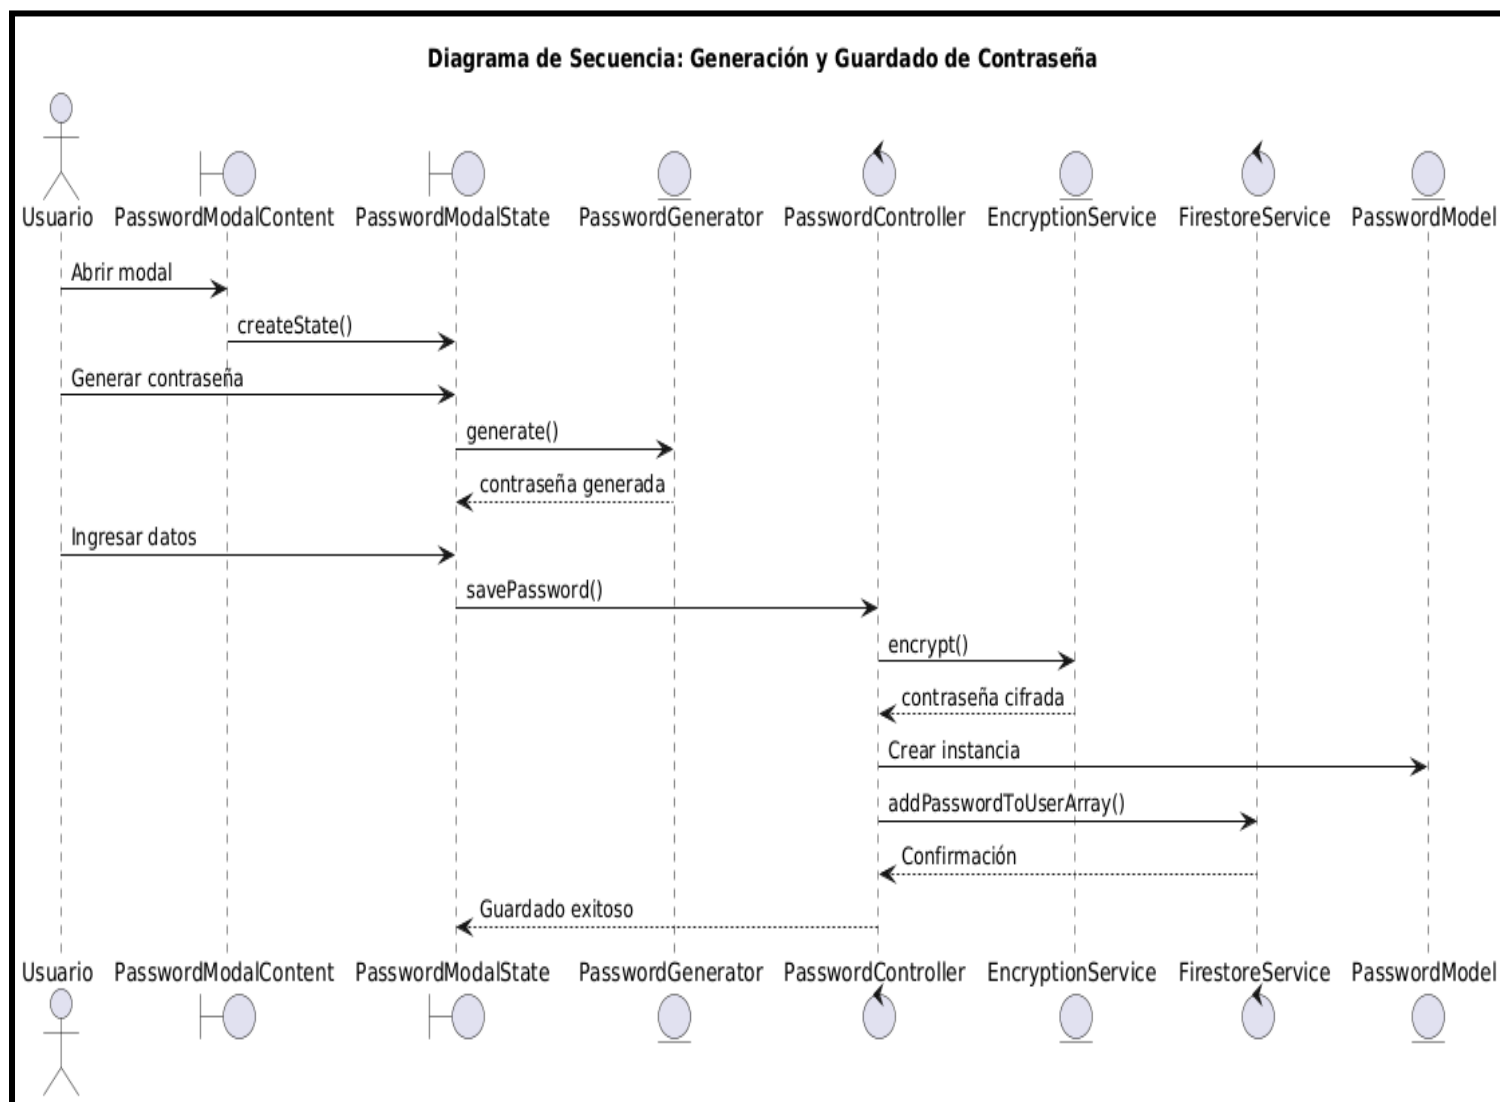 Diagrama de Secuencia: Generación y Guardado de Contraseña
Usuario PasswordModalContent PasswordModalState PasswordGenerator PasswordController EncryptionService FirestoreService PasswordModel
Abrir modal
createState()
Generar contraseña
generate()
contraseña generada
Ingresar datos
savePassword()
encrypt()
contraseña cifrada
Crear instancia
addPasswordToUserArray()
Confirmación
Guardado exitoso
Usuario PasswordModalContent PasswordModalState PasswordGenerator PasswordController EncryptionService FirestoreService PasswordModel